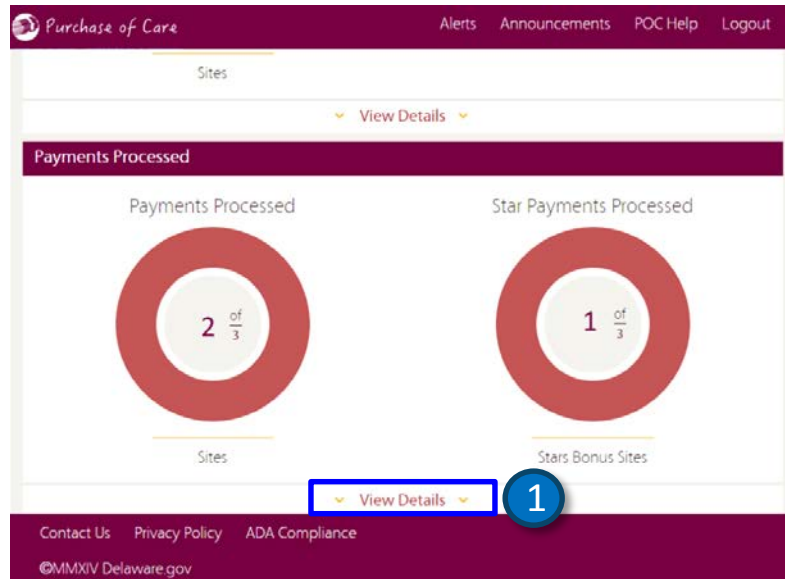 Purchase of Care Alerts Announcements POC Help Logout
Sites
View Details
Payments Processed
Payments Processed Star Payments Processed
2 of 3 1 of 3
Sites Stars Bonus Sites
View Details 1
Contact Us Privacy Policy ADA Compliance
©MMXIV Delaware.gov